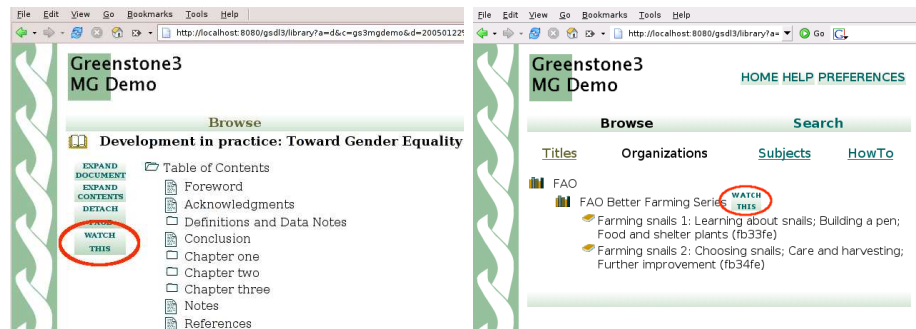 File Edit View Go Bookmarks Tools Help
http://localhost:8080/gsdl3/library?a=d&c=gs3mgdemo&d=20050122
Greenstone3
MG Demo
Browse
Development in practice: Toward Gender Equality
EXPAND
DOCUMENT
EXPAND
CONTENTS
DETACH
WATCH
THIS
Table of Contents
Foreword
Acknowledgments
Definitions and Data Notes
Conclusion
Chapter one
Chapter two
Chapter three
Notes
References
File Edit View Go Bookmarks Tools Help
http://localhost:8080/gsdl3/library?a= Go
Greenstone3
MG Demo
HOME HELP PREFERENCES
Browse Search
Titles Organizations Subjects HowTo
FAO
FAO Better Farming Series
WATCH
THIS
Farming snails 1: Learning about snails; Building a pen;
Food and shelter plants (fb33fe)
Farming snails 2: Choosing snails; Care and harvesting;
Further improvement (fb34fe)